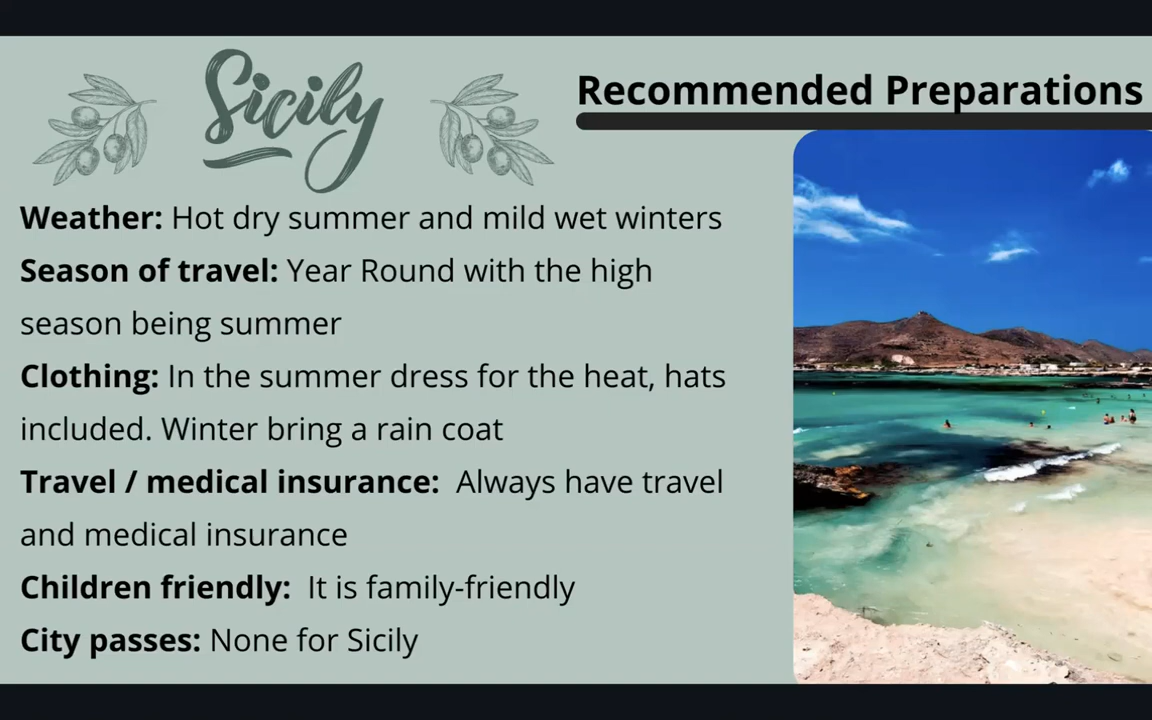 Sicily
Recommended Preparations
Weather: Hot dry summer and mild wet winters
Season of travel: Year Round with the high
season being summer
Clothing: In the summer dress for the heat, hats
included. Winter bring a rain coat
Travel / medical insurance: Always have travel
and medical insurance
Children friendly: It is family-friendly
City passes: None for Sicily